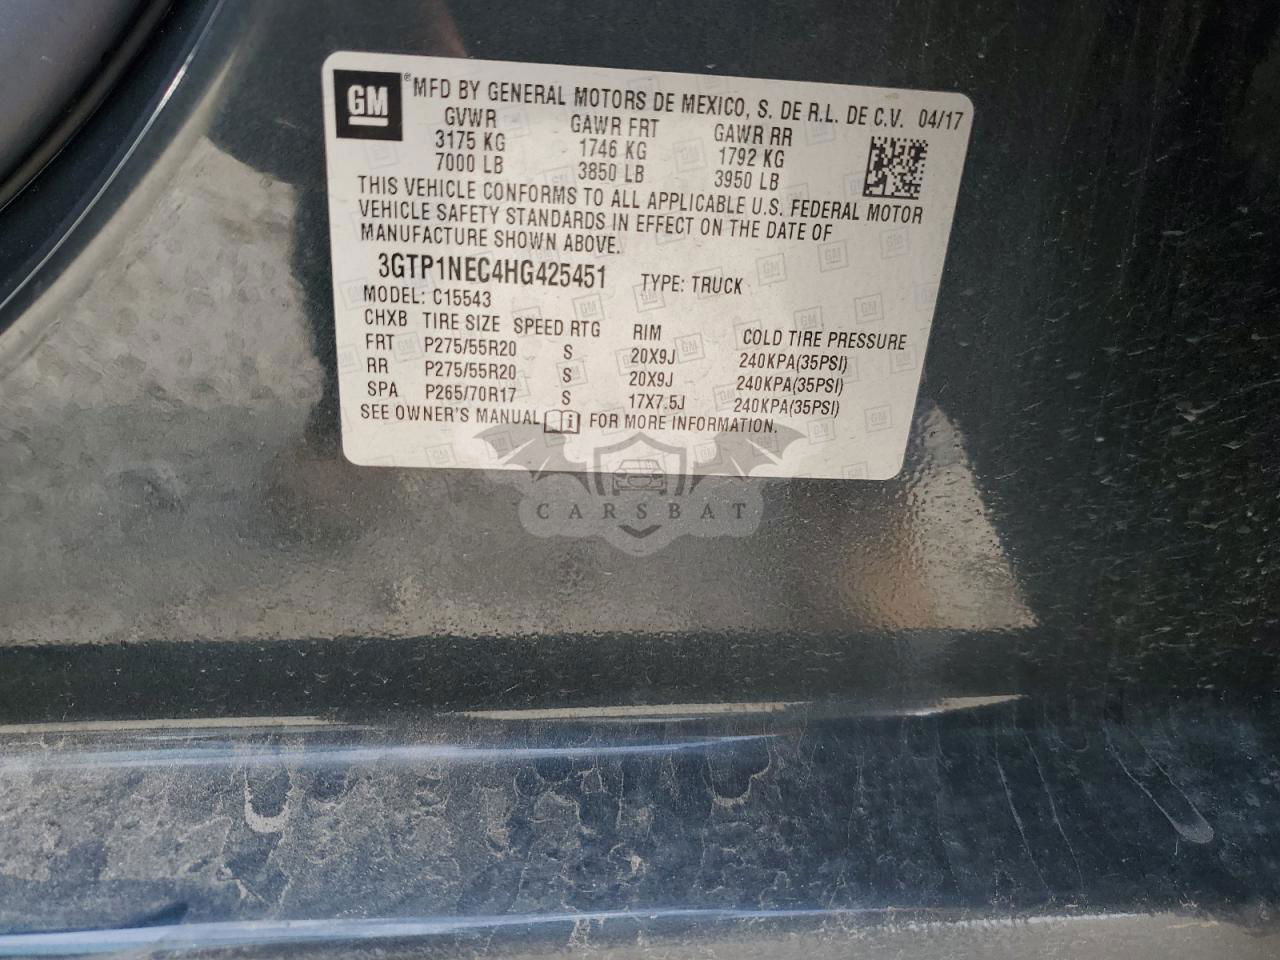 GM ® MFD BY GENERAL MOTORS DE MEXICO, S. DE R.L. DE C.V. 04/17
GVWR GAWR FRT GAWR RR
3175 KG 1746 KG 1792 KG
7000 LB 3850 LB 3950 LB
THIS VEHICLE CONFORMS TO ALL APPLICABLE U.S. FEDERAL MOTOR
VEHICLE SAFETY STANDARDS IN EFFECT ON THE DATE OF
MANUFACTURE SHOWN ABOVE.
3GTP1NEC4HG425451 TYPE: TRUCK
MODEL: C15543
CHXB TIRE SIZE SPEED RTG RIM COLD TIRE PRESSURE
FRT P275/55R20 S 20X9J 240KPA(35PSI)
RR P275/55R20 S 20X9J 240KPA(35PSI)
SPA P265/70R17 S 17X7.5J 240KPA(35PSI)
SEE OWNER'S MANUAL i FOR MORE INFORMATION.
CARSBAT